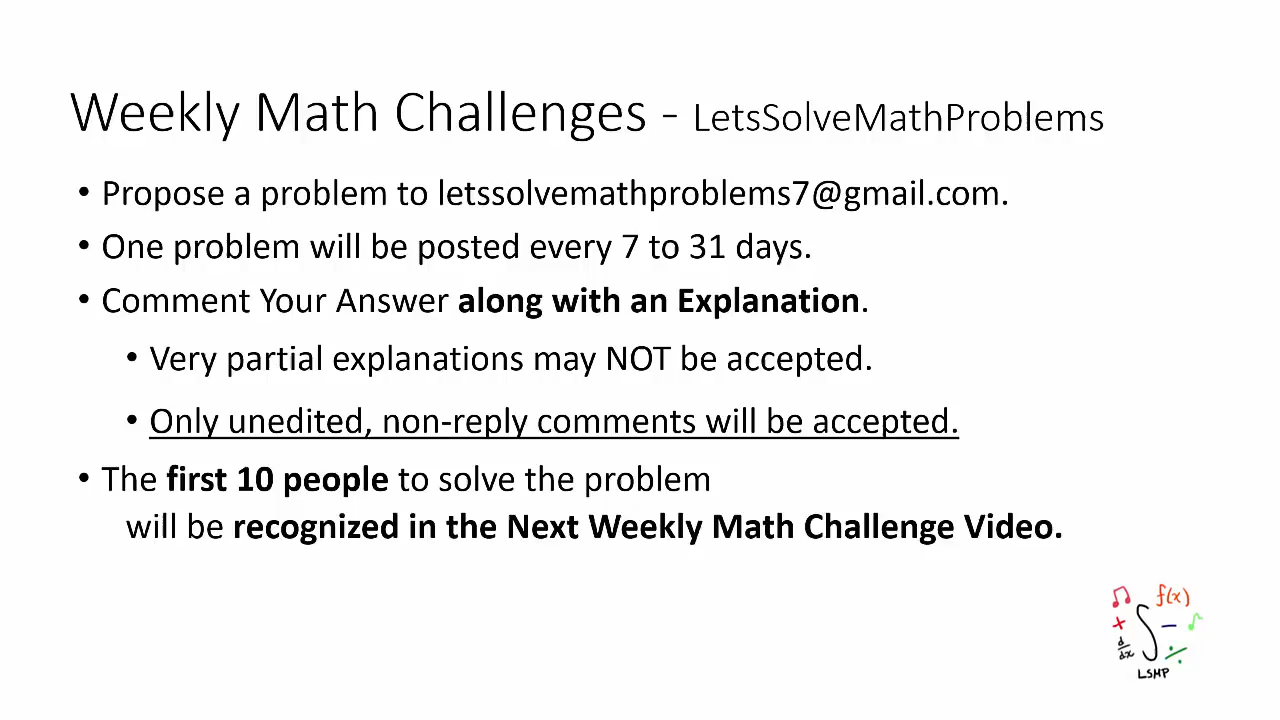 Weekly Math Challenges - LetsSolveMathProblems
• Propose a problem to letssolvemathproblems7@gmail.com.
• One problem will be posted every 7 to 31 days.
• Comment Your Answer along with an Explanation.
• Very partial explanations may NOT be accepted.
• Only unedited, non-reply comments will be accepted.
• The first 10 people to solve the problem
will be recognized in the Next Weekly Math Challenge Video.
f(x)
+ ∫ −
d/dx ÷
LSMP